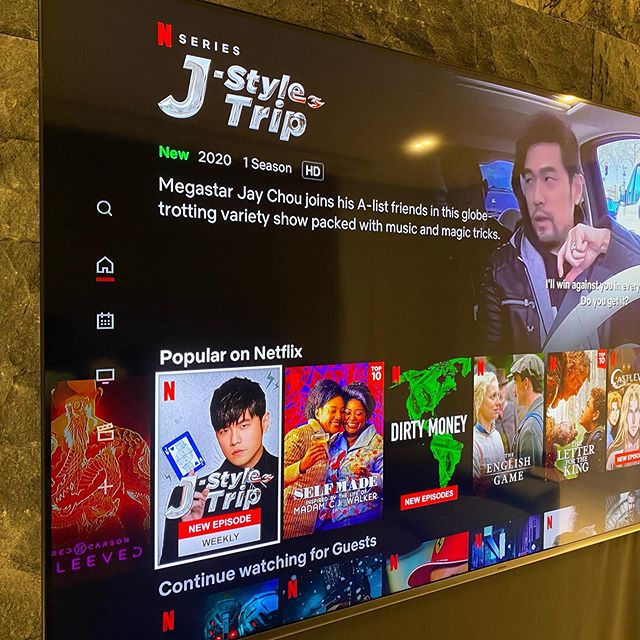 N SERIES
J-Style
Trip
New 2020 1 Season HD
Megastar Jay Chou joins his A-list friends in this globe-
trotting variety show packed with music and magic tricks.
I'll win against you in every
Do you get it?
Popular on Netflix
RED CARBON
LEEVED
N
J-Style
Trip
NEW EPISODE
WEEKLY
TOP
10
SELF MADE
INSPIRED BY THE LIFE OF
MADAM C.J. WALKER
N
DIRTY MONEY
NEW EPISODES
N
THE
ENGLISH
GAME
N
TOP
10
THE
LETTER
FOR THE
KING
N
CASTLEV
NEW EPISO
Continue watching for Guests
N
N
N
N
N
N
N